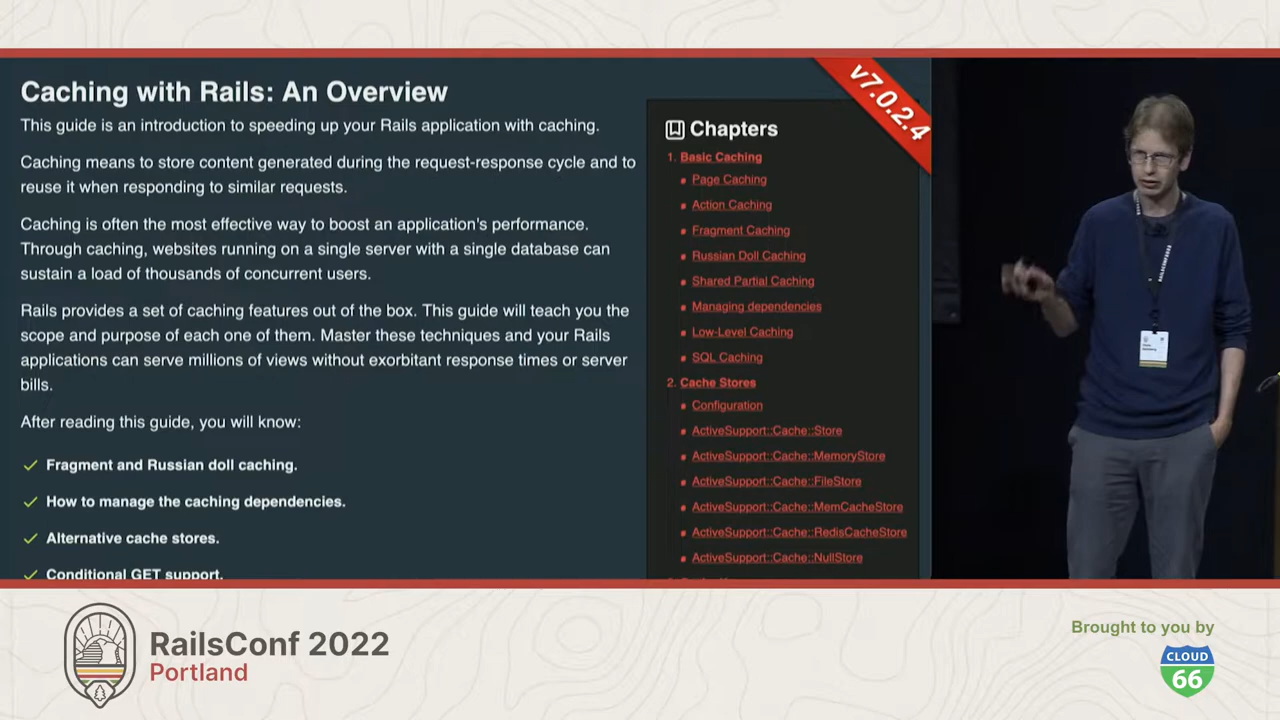 Caching with Rails: An Overview
This guide is an introduction to speeding up your Rails application with caching.
Caching means to store content generated during the request-response cycle and to
reuse it when responding to similar requests.
Caching is often the most effective way to boost an application's performance.
Through caching, websites running on a single server with a single database can
sustain a load of thousands of concurrent users.
Rails provides a set of caching features out of the box. This guide will teach you the
scope and purpose of each one of them. Master these techniques and your Rails
applications can serve millions of views without exorbitant response times or server
bills.
After reading this guide, you will know:
Fragment and Russian doll caching.
How to manage the caching dependencies.
Alternative cache stores.
Conditional GET support.
v7.0.2.4
Chapters
1. Basic Caching
Page Caching
Action Caching
Fragment Caching
Russian Doll Caching
Shared Partial Caching
Managing dependencies
Low-Level Caching
SQL Caching
2. Cache Stores
Configuration
ActiveSupport::Cache::Store
ActiveSupport::Cache::MemoryStore
ActiveSupport::Cache::FileStore
ActiveSupport::Cache::MemCacheStore
ActiveSupport::Cache::RedisCacheStore
ActiveSupport::Cache::NullStore
RailsConf 2022
Portland
Brought to you by
CLOUD
66